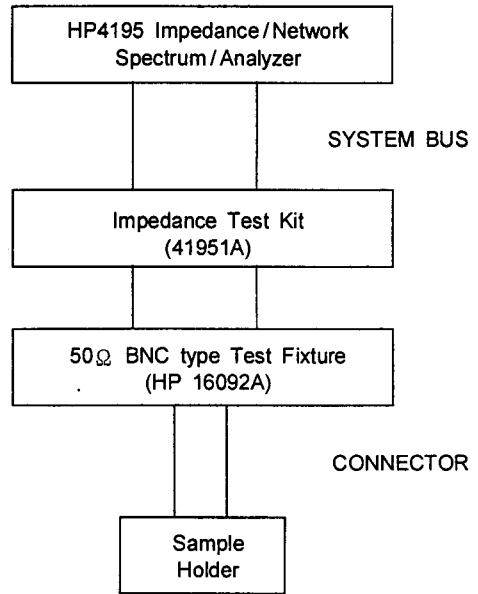 HP4195 Impedance/Network
Spectrum/Analyzer
SYSTEM BUS
Impedance Test Kit
(41951A)
50Ω BNC type Test Fixture
(HP 16092A)
CONNECTOR
Sample
Holder